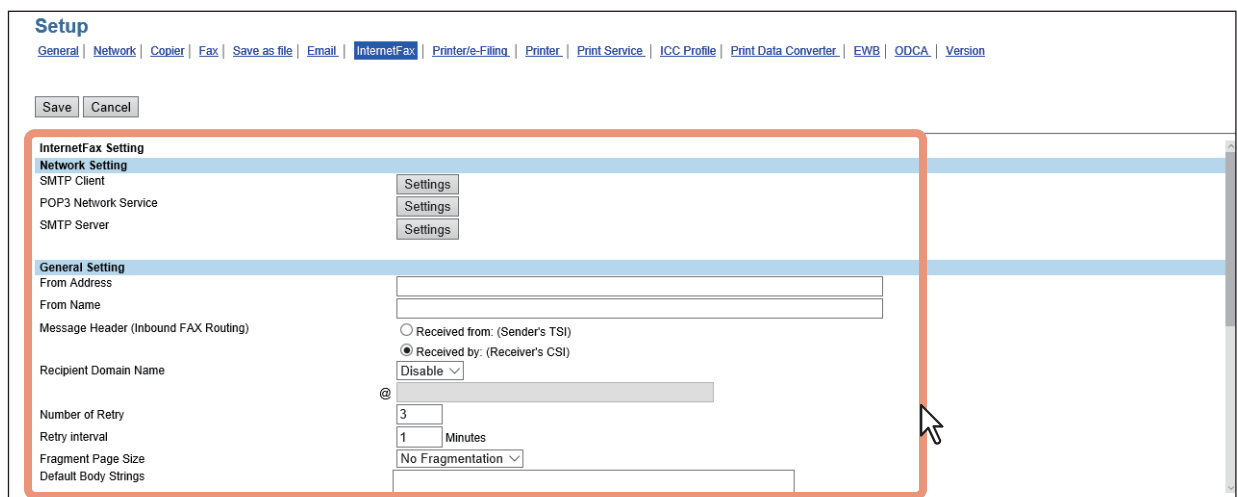 Setup
General | Network | Copier | Fax | Save as file | Email | InternetFax | Printer/e-Filing | Printer | Print Service | ICC Profile | Print Data Converter | EWB | ODCA | Version
Save Cancel
InternetFax Setting
Network Setting
SMTP Client Settings
POP3 Network Service Settings
SMTP Server Settings
General Setting
From Address
From Name
Message Header (Inbound FAX Routing) Received from: (Sender's TSI)
Received by: (Receiver's CSI)
Recipient Domain Name Disable
@
Number of Retry 3
Retry interval 1 Minutes
Fragment Page Size No Fragmentation
Default Body Strings